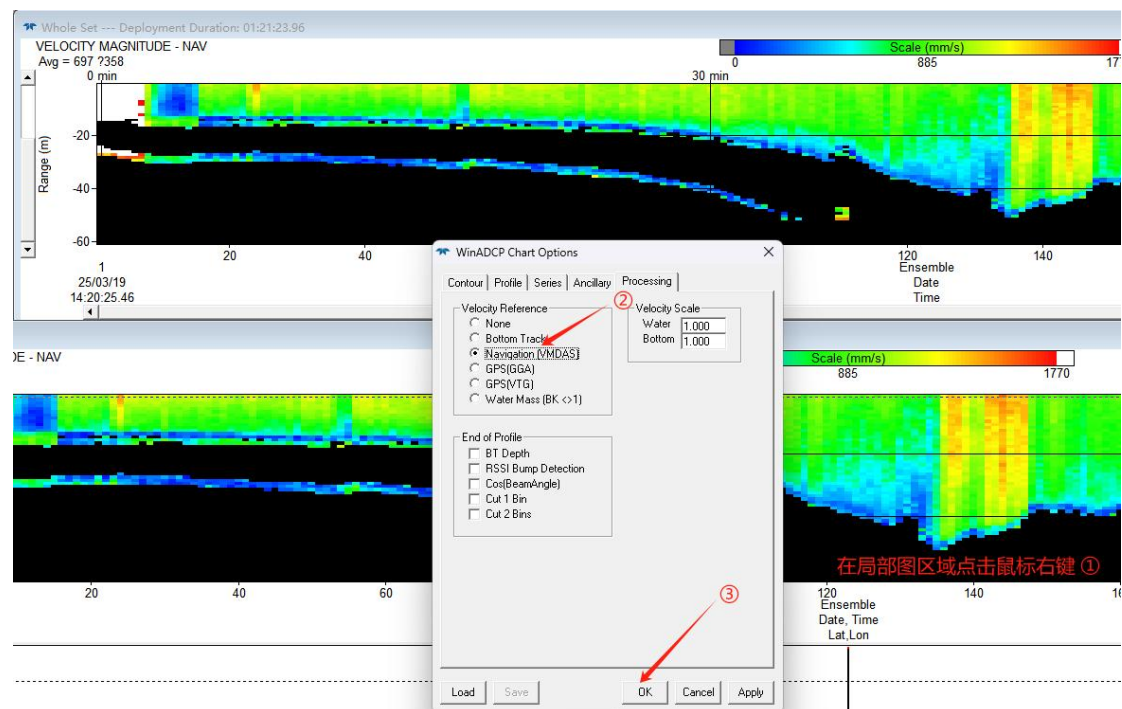 Whole Set --- Deployment Duration: 01:21:23.96
VELOCITY MAGNITUDE - NAV
Avg = 697 ?358
Scale (mm/s)
0
885
0 min
30 min
Range (m)
-20
-40
-60
20
40
120
140
1
25/03/19
14:20:25.46
Ensemble
Date
Time
WinADCP Chart Options
Contour
Profile
Series
Ancillary
Processing
Velocity Reference
None
②
Bottom Track
Navigation (VMDAS)
GPS(GGA)
GPS(VTG)
Water Mass (BK <>1)
Velocity Scale
Water 1.000
Bottom 1.000
End of Profile
BT Depth
RSSI Bump Detection
Cos(BeamAngle)
Cut 1 Bin
Cut 2 Bins
③
Load
Save
OK
Cancel
Apply
E - NAV
Scale (mm/s)
885
1770
在局部图区域点击鼠标右键 ①
20
40
60
120
140
Ensemble
Date, Time
Lat,Lon